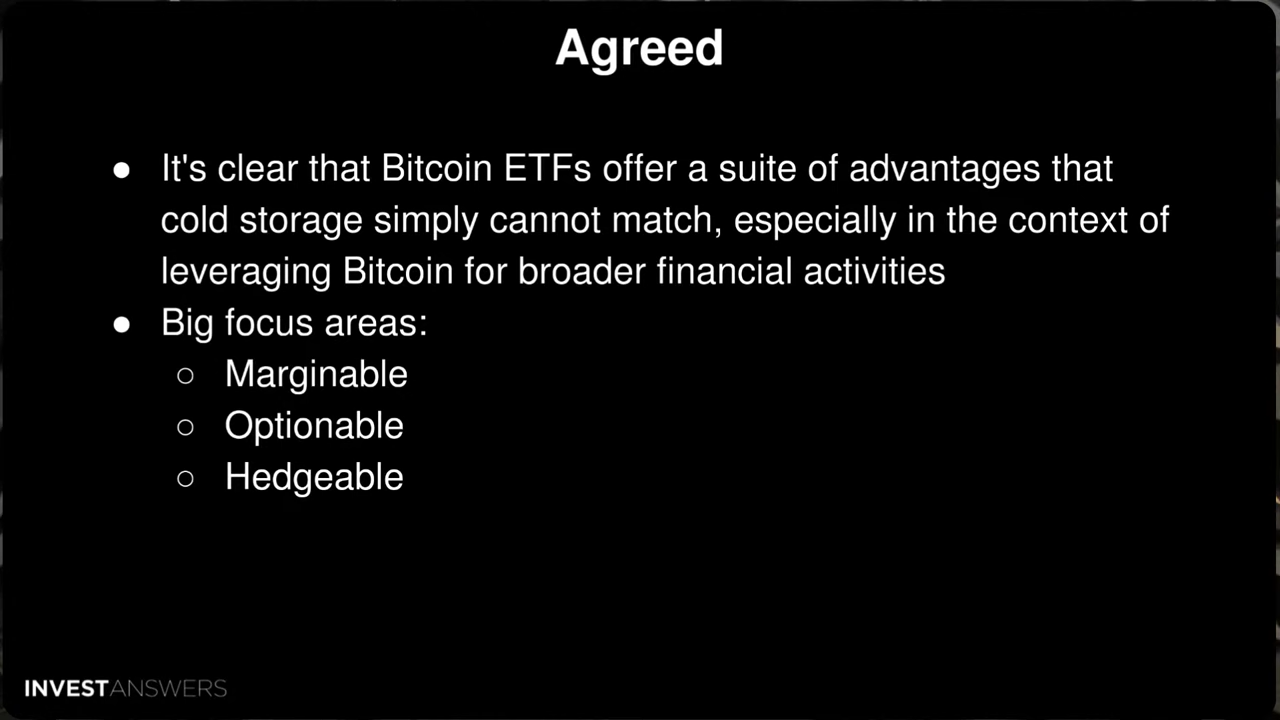 Agreed
● It's clear that Bitcoin ETFs offer a suite of advantages that
cold storage simply cannot match, especially in the context of
leveraging Bitcoin for broader financial activities
● Big focus areas:
○ Marginable
○ Optionable
○ Hedgeable
INVESTANSWERS